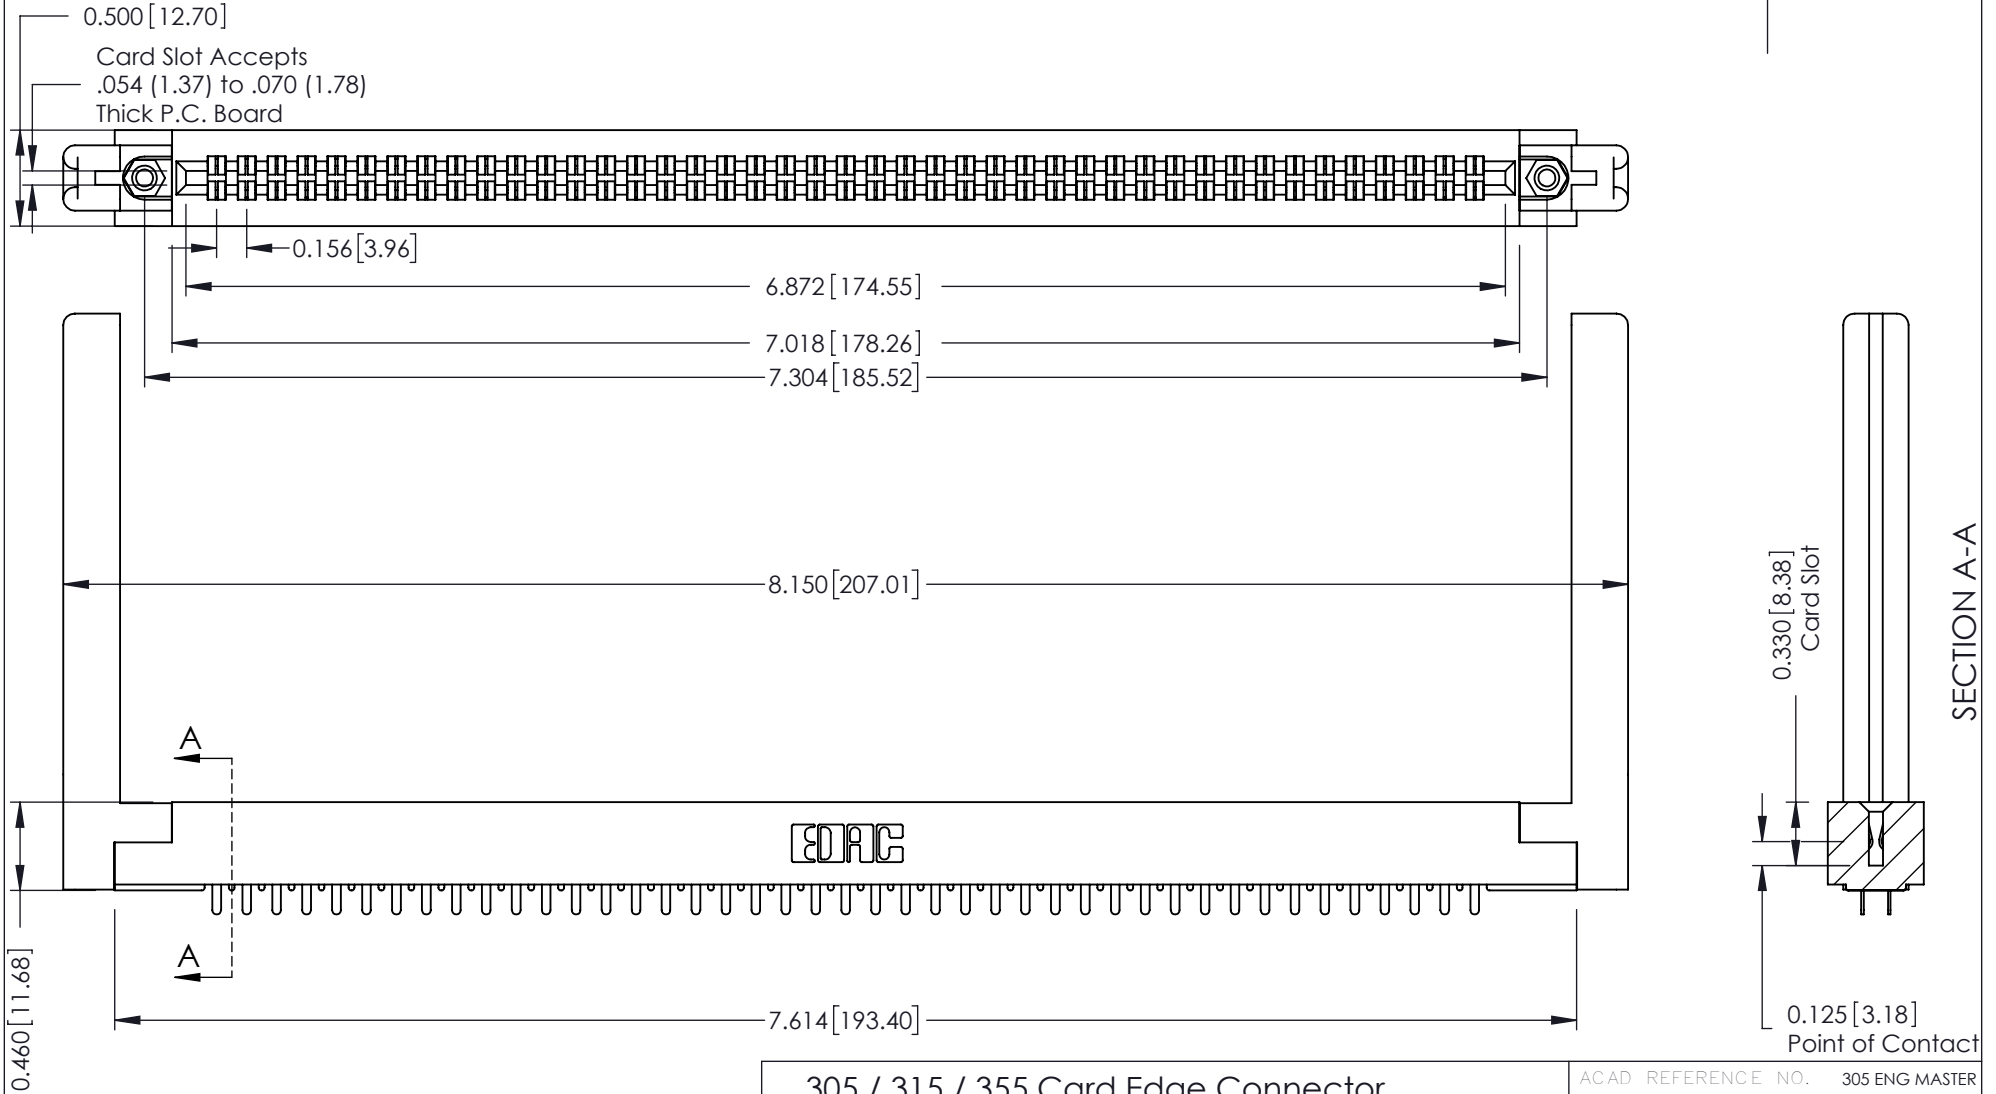 0.500 [12.70]
Card Slot Accepts
.054 (1.37) to .070 (1.78)
Thick P.C. Board
0.156 [3.96]
6.872 [174.55]
7.018 [178.26]
7.304 [185.52]
8.150 [207.01]
0.330 [8.38]
Card Slot
SECTION A-A
A
EDAC
A
0.460 [11.68]
7.614 [193.40]
0.125 [3.18]
Point of Contact
305 / 315 / 355 Card Edge Connector
ACAD REFERENCE NO. 305 ENG MASTER